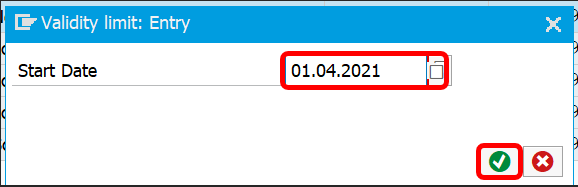 Validity limit: Entry
Start Date 01.04.2021